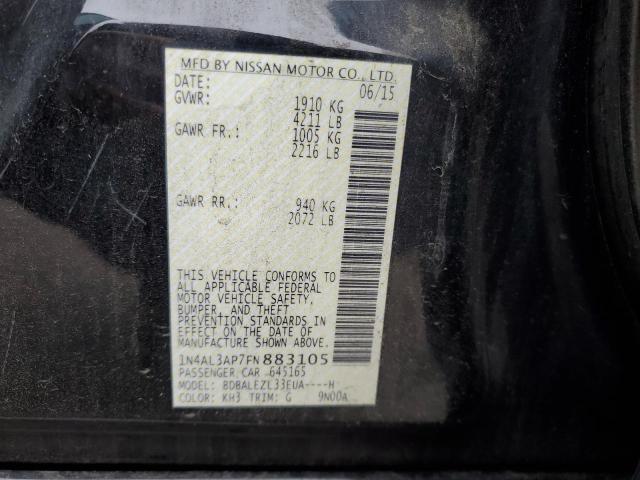 MFD BY NISSAN MOTOR CO., LTD.
DATE: 06/15
GVWR: 1910 KG
4211 LB
GAWR FR.: 1005 KG
2216 LB
GAWR RR.: 940 KG
2072 LB
THIS VEHICLE CONFORMS TO
ALL APPLICABLE FEDERAL
MOTOR VEHICLE SAFETY,
BUMPER, AND THEFT
PREVENTION STANDARDS IN
EFFECT ON THE DATE OF
MANUFACTURE SHOWN ABOVE.
1N4AL3AP7FN883105
PASSENGER CAR 645165
MODEL: BDBALEZL33EUA----H
COLOR: KH3 TRIM: G 9N00A